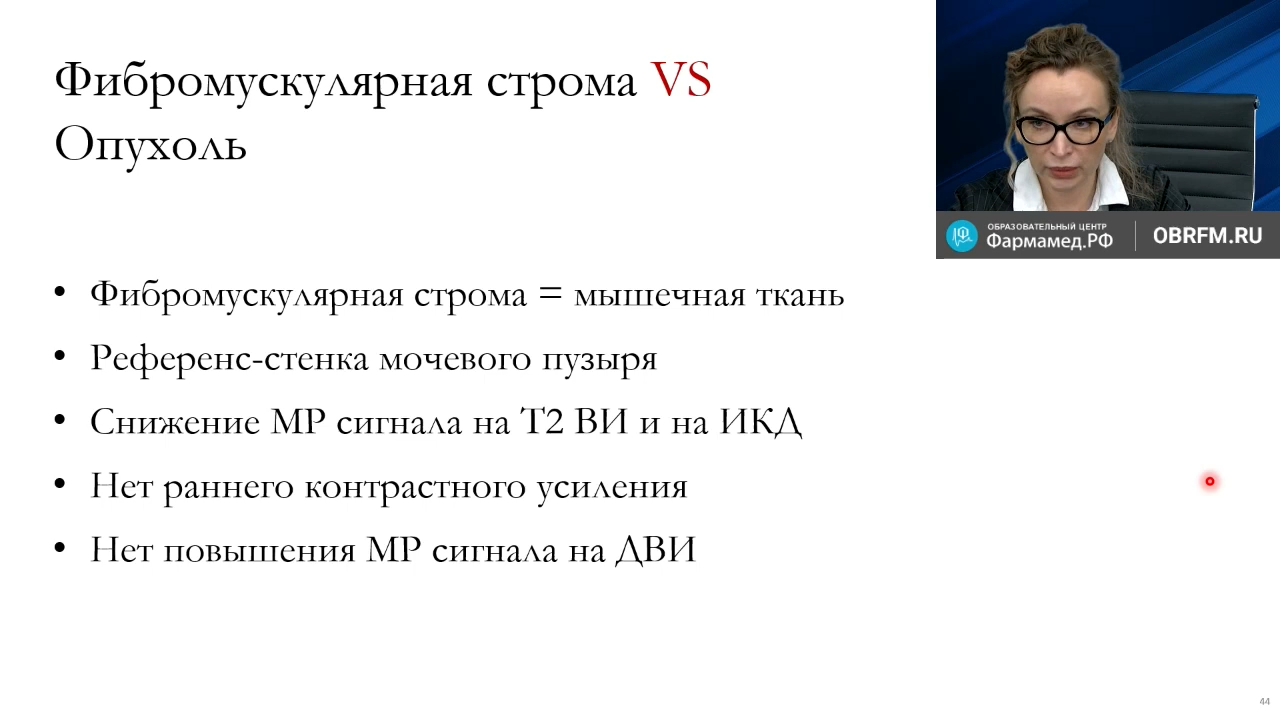 Фибромускулярная строма VS
Опухоль
ОБРАЗОВАТЕЛЬНЫЙ ЦЕНТР
Фармамед.РФ
OBRFM.RU
• Фибромускулярная строма = мышечная ткань
• Референс-стенка мочевого пузыря
• Снижение МР сигнала на Т2 ВИ и на ИКД
• Нет раннего контрастного усиления
• Нет повышения МР сигнала на ДВИ
44